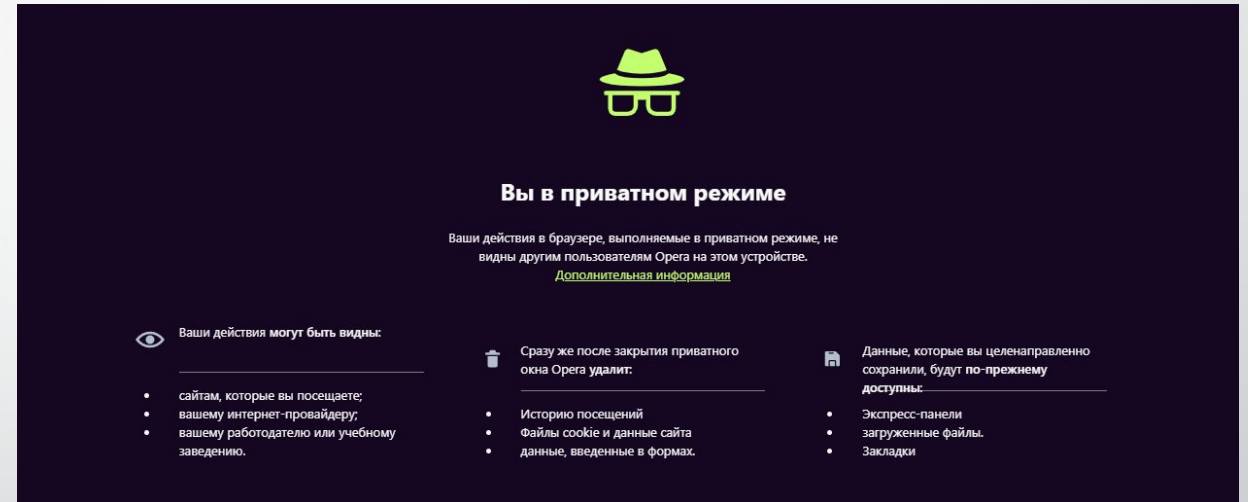 Вы в приватном режиме
Ваши действия в браузере, выполняемые в приватном режиме, не
видны другим пользователям Opera на этом устройстве.
Дополнительная информация
Ваши действия могут быть видны:
сайтам, которые вы посещаете;
вашему интернет-провайдеру;
вашему работодателю или учебному
заведению.
Сразу же после закрытия приватного
окна Opera удалит:
Историю посещений
Файлы cookie и данные сайта
данные, введенные в формах.
Данные, которые вы целенаправленно
сохранили, будут по-прежнему
доступны:
Экспресс-панели
загруженные файлы.
Закладки